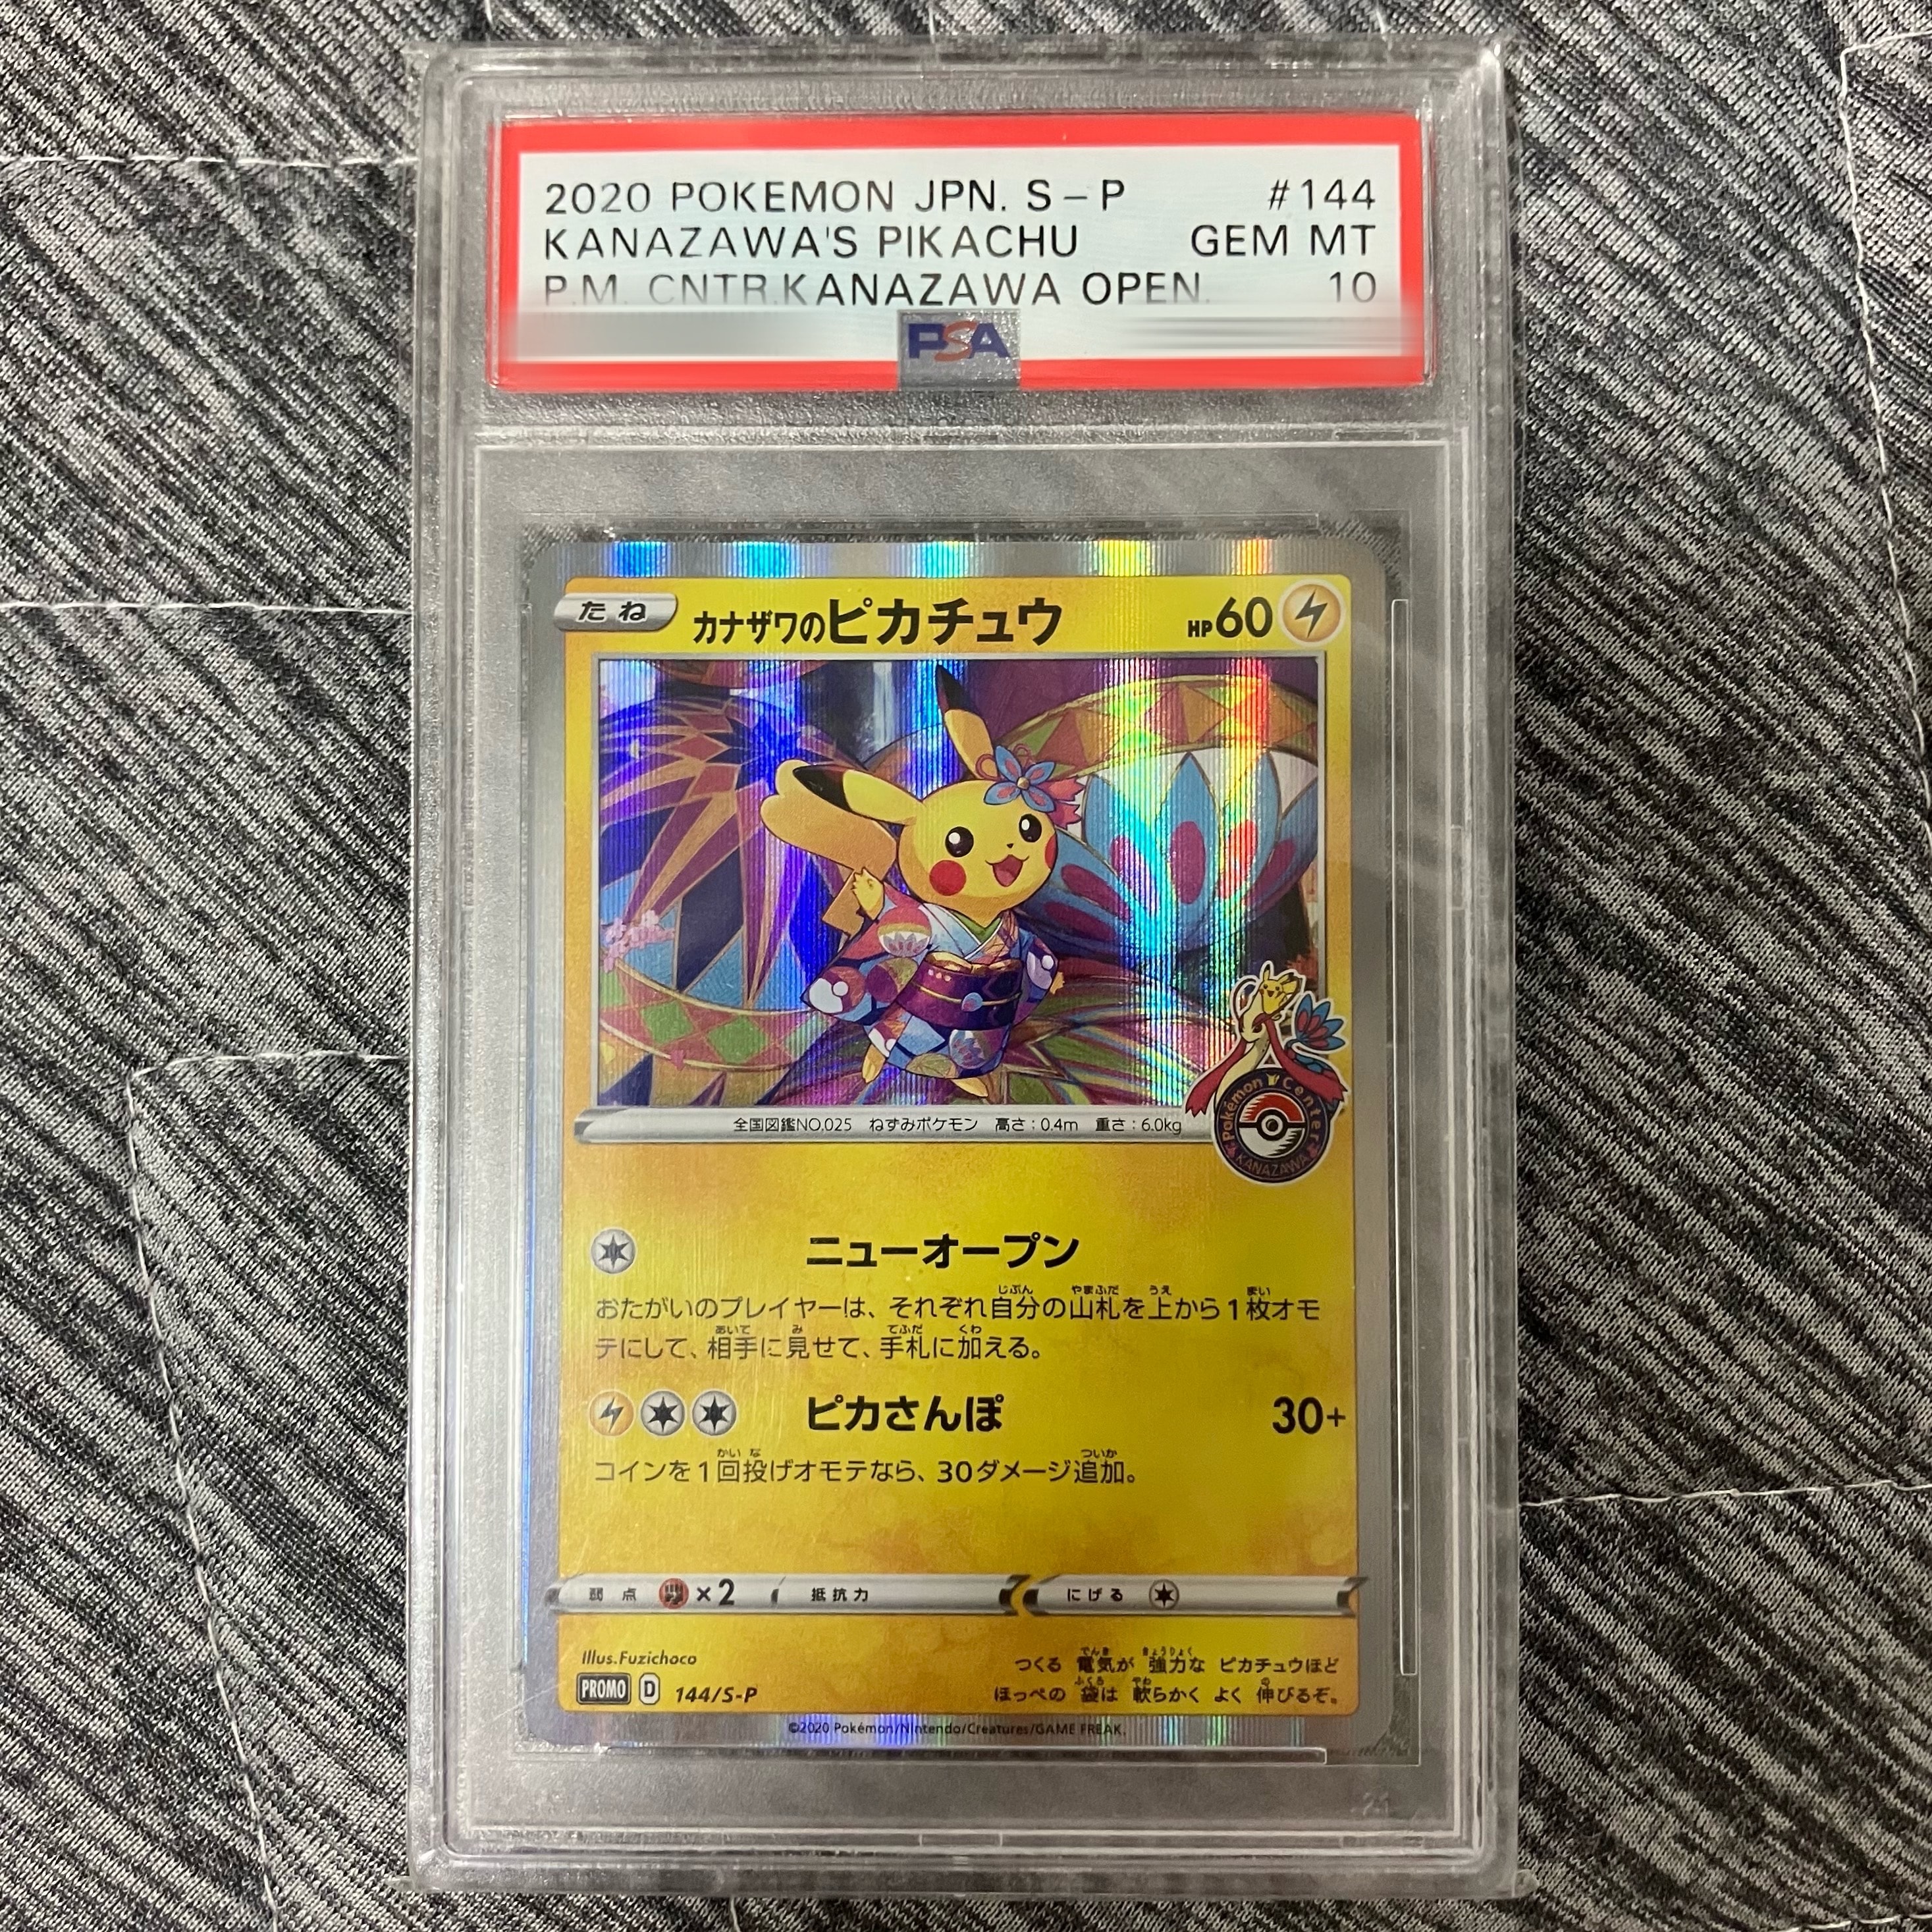 2020 POKEMON JPN. S-P #144
KANAZAWA'S PIKACHU GEM MT
P.M. CNTR.KANAZAWA OPEN. 10
PSA
たね カナザワのピカチュウ HP60
全国図鑑NO.025 ねずみポケモン 高さ:0.4m 重さ:6.0kg
Pokémon Center
KANAZAWA
ニューオープン
おたがいのプレイヤーは、それぞれ自分の山札を上から1枚オモ
テにして、相手に見せて、手札に加える。
ピカさんぽ 30+
コインを1回投げオモテなら、30ダメージ追加。
弱点 ×2 抵抗力 にげる
Illus.Fuzichoco
PROMO D 144/S-P
つくる 電気が 強力な ピカチュウほど
ほっぺの 袋は 軟らかく よく 伸びるぞ。
©2020 Pokémon/Nintendo/Creatures/GAME FREAK.